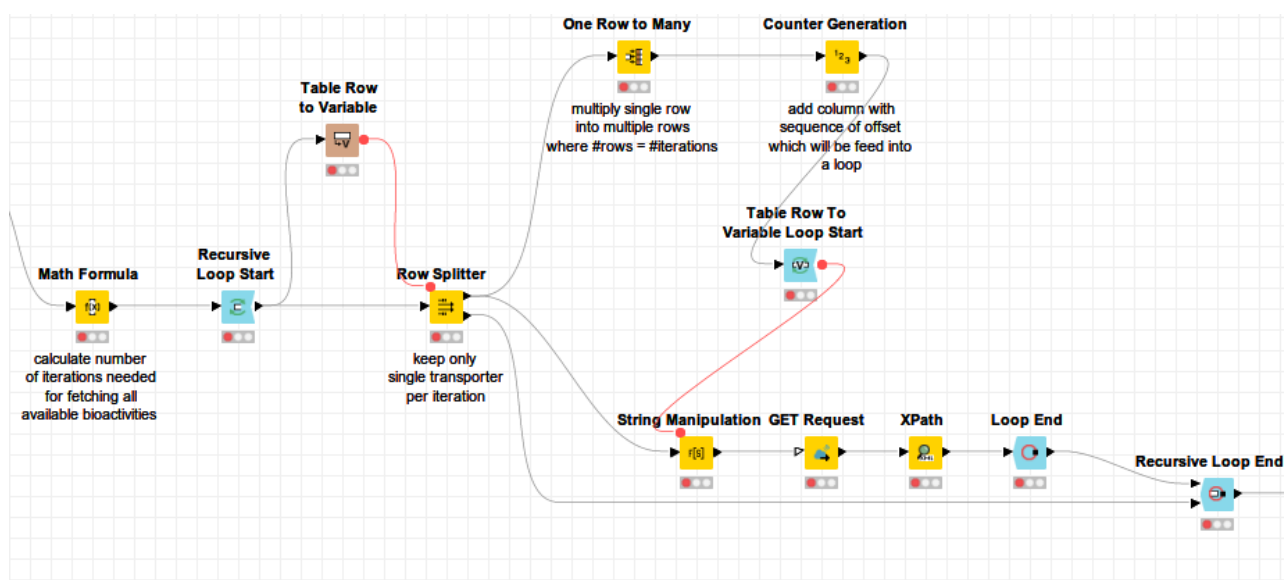 One Row to Many
Counter Generation
multiply single row
into multiple rows
where #rows = #iterations
add column with
sequence of offset
which will be feed into
a loop
Table Row
to Variable
Table Row To
Variable Loop Start
Math Formula
calculate number
of iterations needed
for fetching all
available bioactivities
Recursive
Loop Start
Row Splitter
keep only
single transporter
per iteration
String Manipulation
GET Request
XPath
Loop End
Recursive Loop End